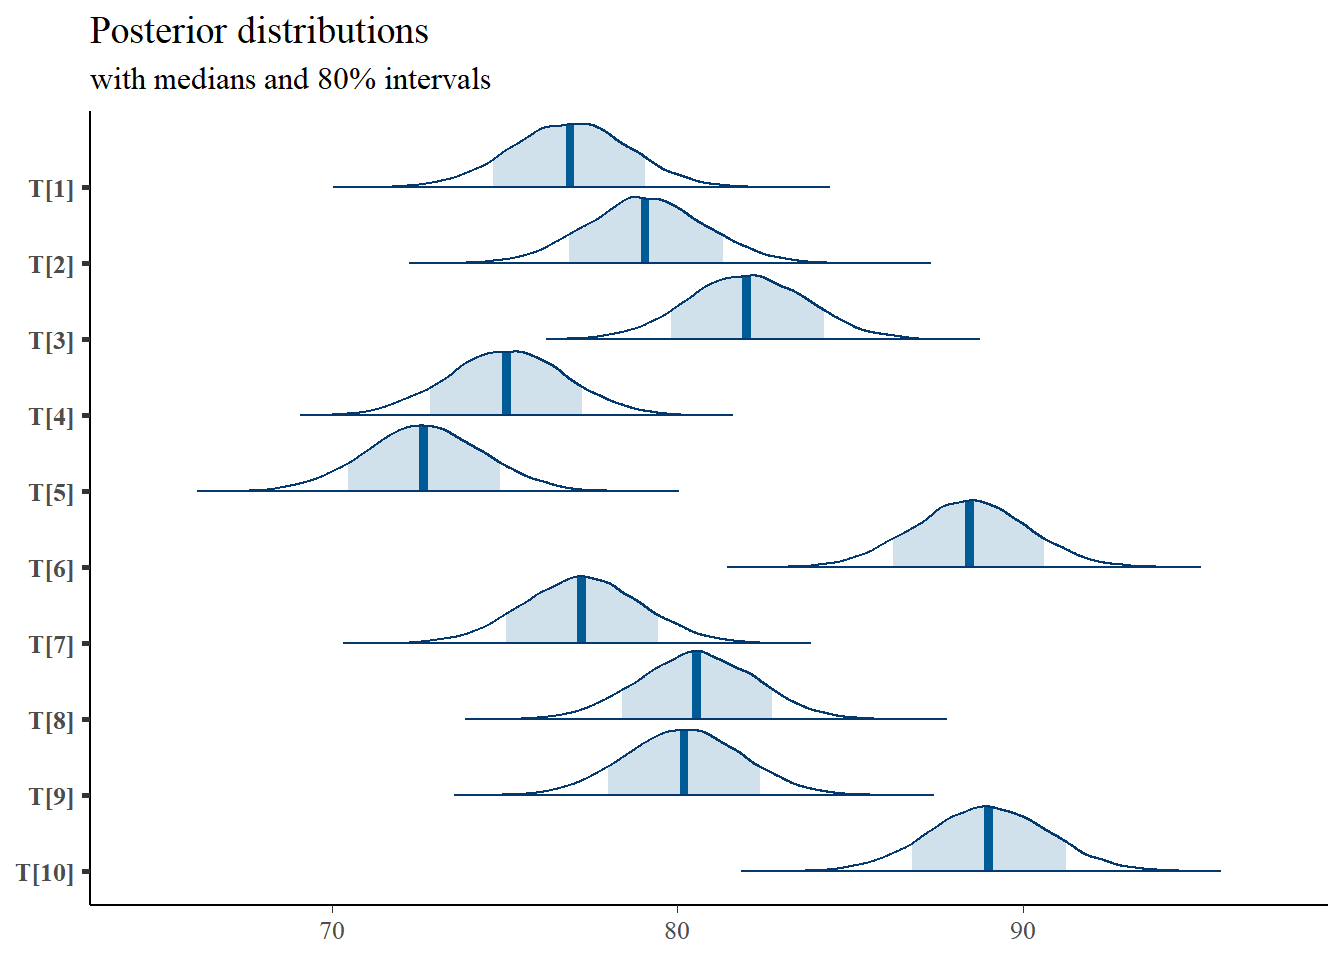 Posterior distributions
with medians and 80% intervals
T[1]
T[2]
T[3]
T[4]
T[5]
T[6]
T[7]
T[8]
T[9]
T[10]
70 80 90